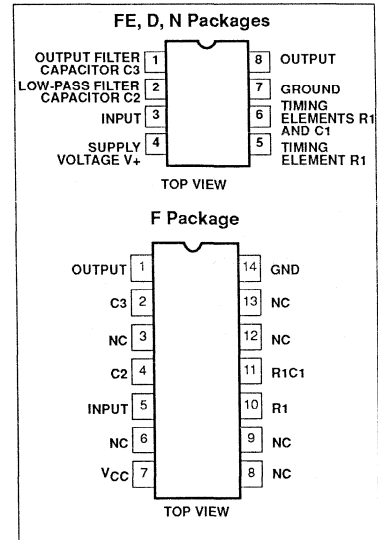 FE, D, N Packages
OUTPUT FILTER
CAPACITOR C3
1
8
OUTPUT
LOW-PASS FILTER
CAPACITOR C2
2
7
GROUND
INPUT
3
6
TIMING
ELEMENTS R1
AND C1
SUPPLY
VOLTAGE V+
4
5
TIMING
ELEMENT R1
TOP VIEW
F Package
OUTPUT 1 14 GND
C3 2 13 NC
NC 3 12 NC
C2 4 11 R1C1
INPUT 5 10 R1
NC 6 9 NC
VCC 7 8 NC
TOP VIEW